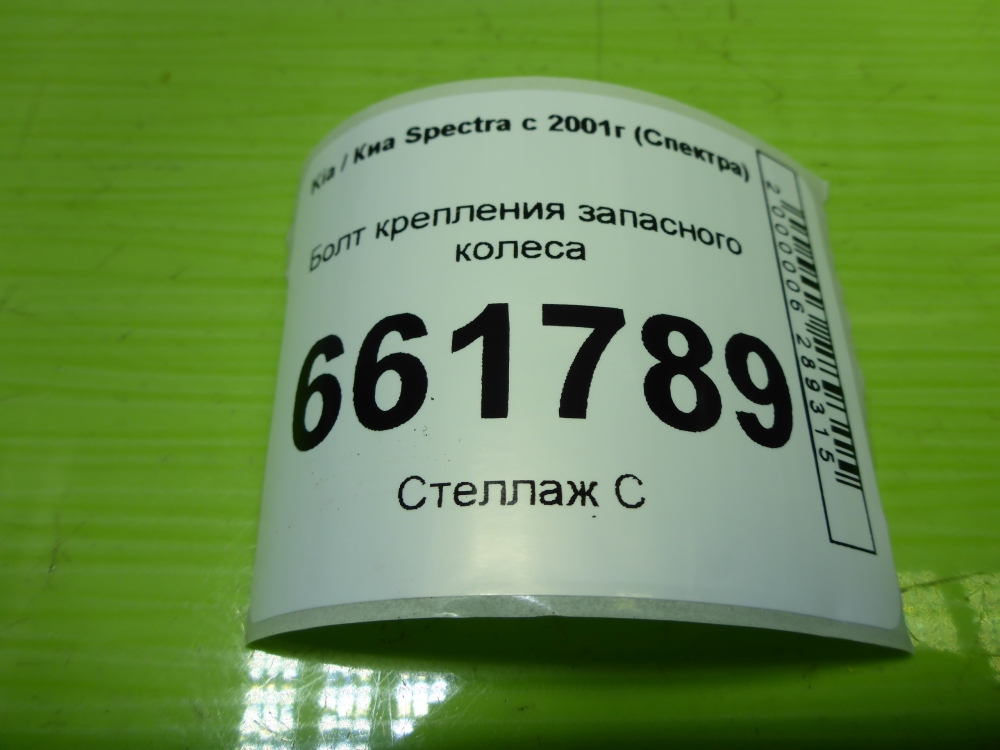 Kia / Киа Spectra с 2001г (Спектра)
Болт крепления запасного
колеса
661789
Стеллаж С
2000006289315